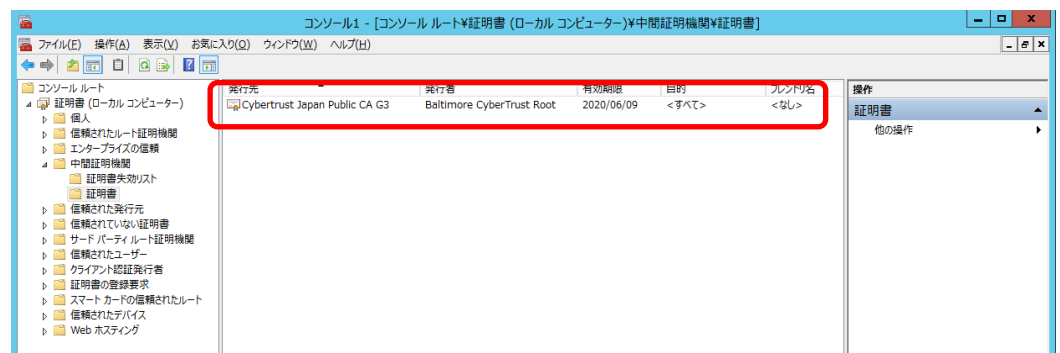 コンソール1 - [コンソール ルート¥証明書 (ローカル コンピューター)¥中間証明機関¥証明書]
ファイル(F) 操作(A) 表示(V) お気に入り(O) ウィンドウ(W) ヘルプ(H)
コンソール ルート
証明書 (ローカル コンピューター)
個人
信頼されたルート証明機関
エンタープライズの信頼
中間証明機関
証明書失効リスト
証明書
信頼された発行元
信頼されていない証明書
サード パーティ ルート証明機関
信頼されたユーザー
クライアント認証発行者
証明書の登録要求
スマート カードの信頼されたルート
信頼されたデバイス
Web ホスティング
発行先 発行者 有効期限 目的 フレンドリ名
Cybertrust Japan Public CA G3 Baltimore CyberTrust Root 2020/06/09 <すべて> <なし>
操作
証明書
他の操作